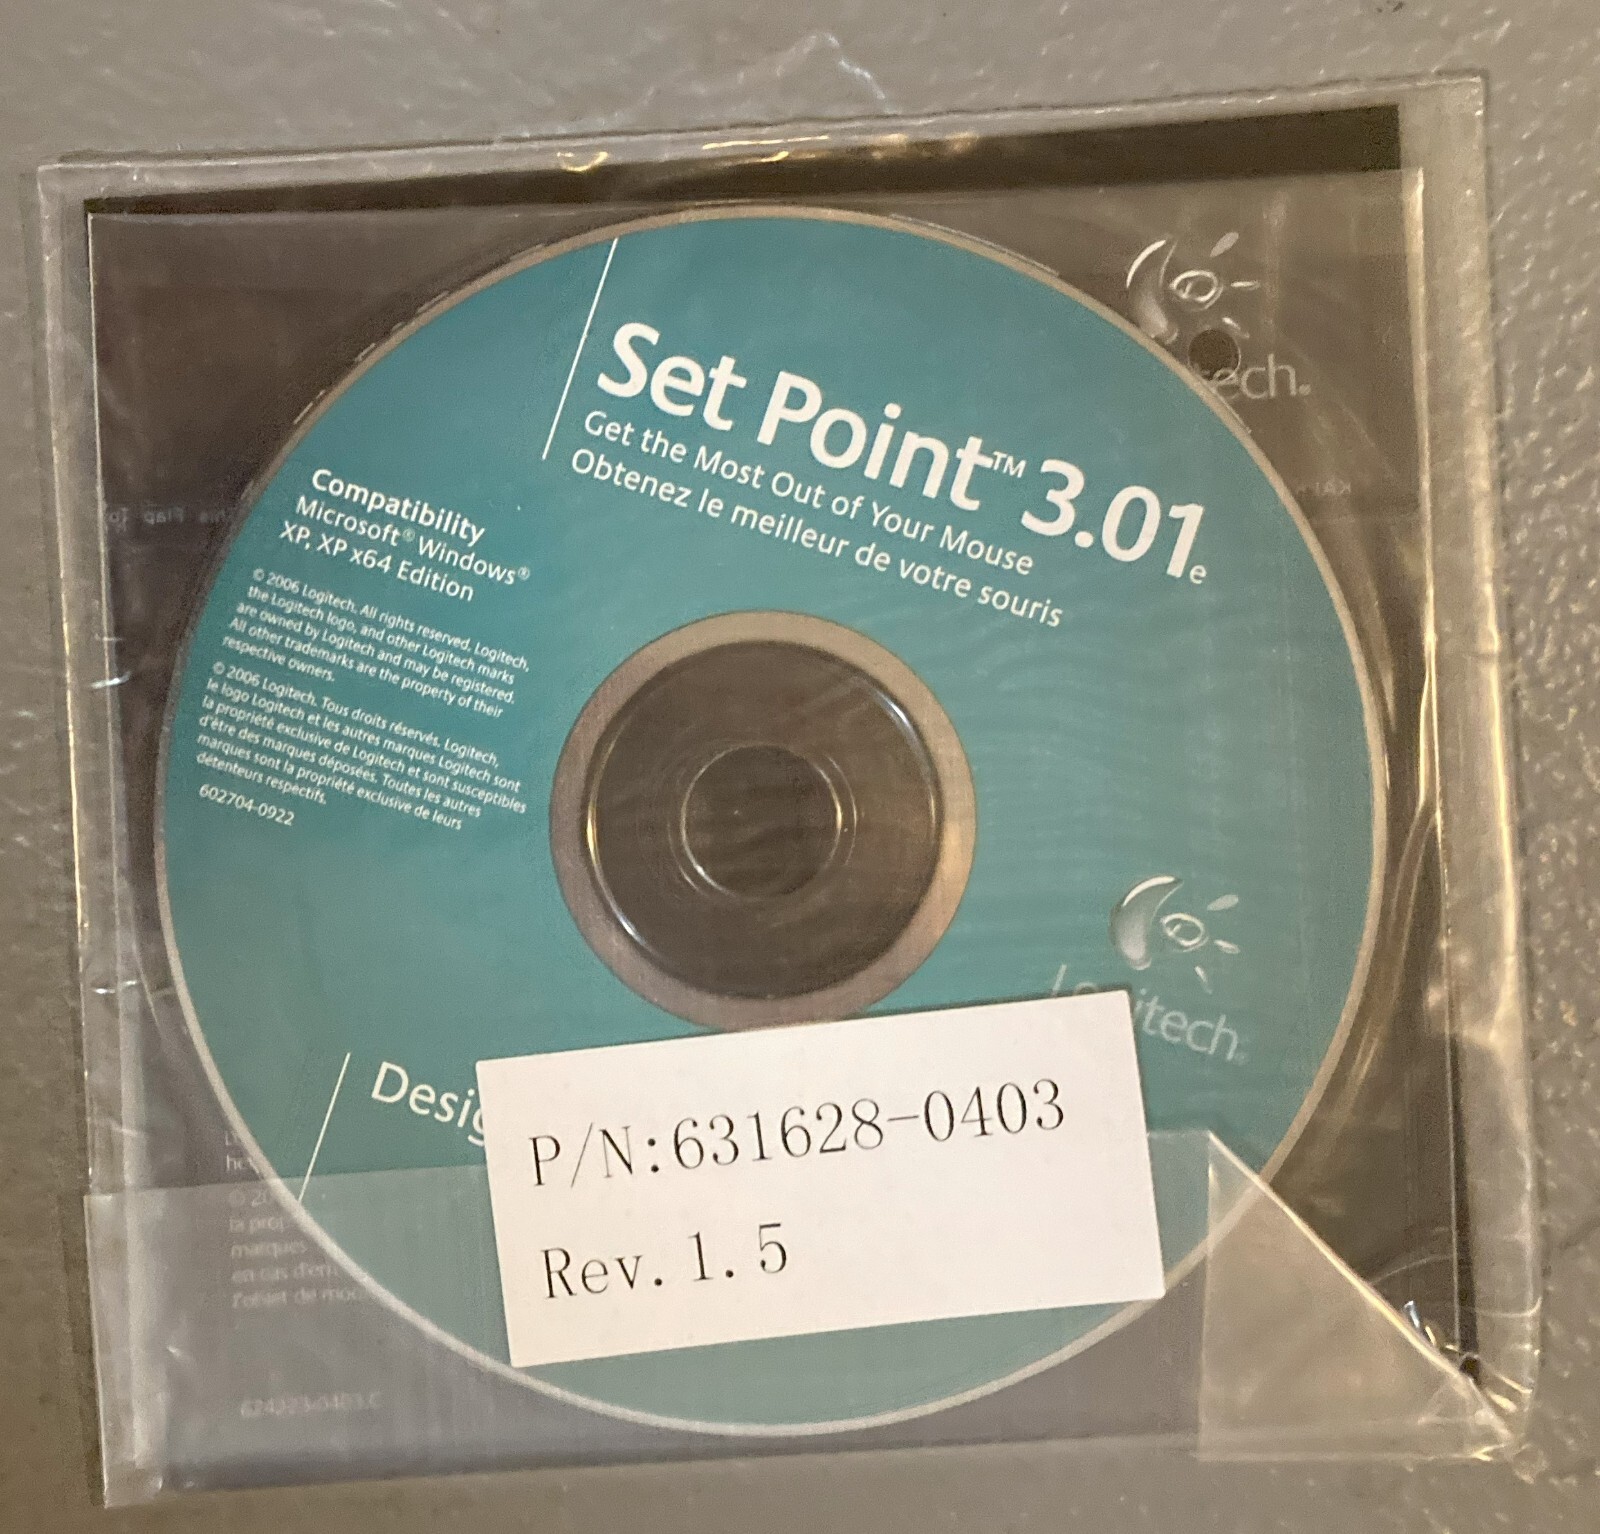 Set Point™ 3.01e
Get the Most Out of Your Mouse
Obtenez le meilleur de votre souris
Compatibility
Microsoft® Windows®
XP, XP x64 Edition
© 2006 Logitech. All rights reserved. Logitech,
the Logitech logo, and other Logitech marks
are owned by Logitech and may be registered.
All other trademarks are the property of their
respective owners.
© 2006 Logitech. Tous droits réservés. Logitech,
le logo Logitech et les autres marques Logitech sont
la propriété exclusive de Logitech et sont susceptibles
d'être des marques déposées. Toutes les autres
marques sont la propriété exclusive de leurs
détenteurs respectifs.
602704-0922
tech®
Logitech®
P/N:631628-0403
Rev.1.5
© 20
la prop
marques